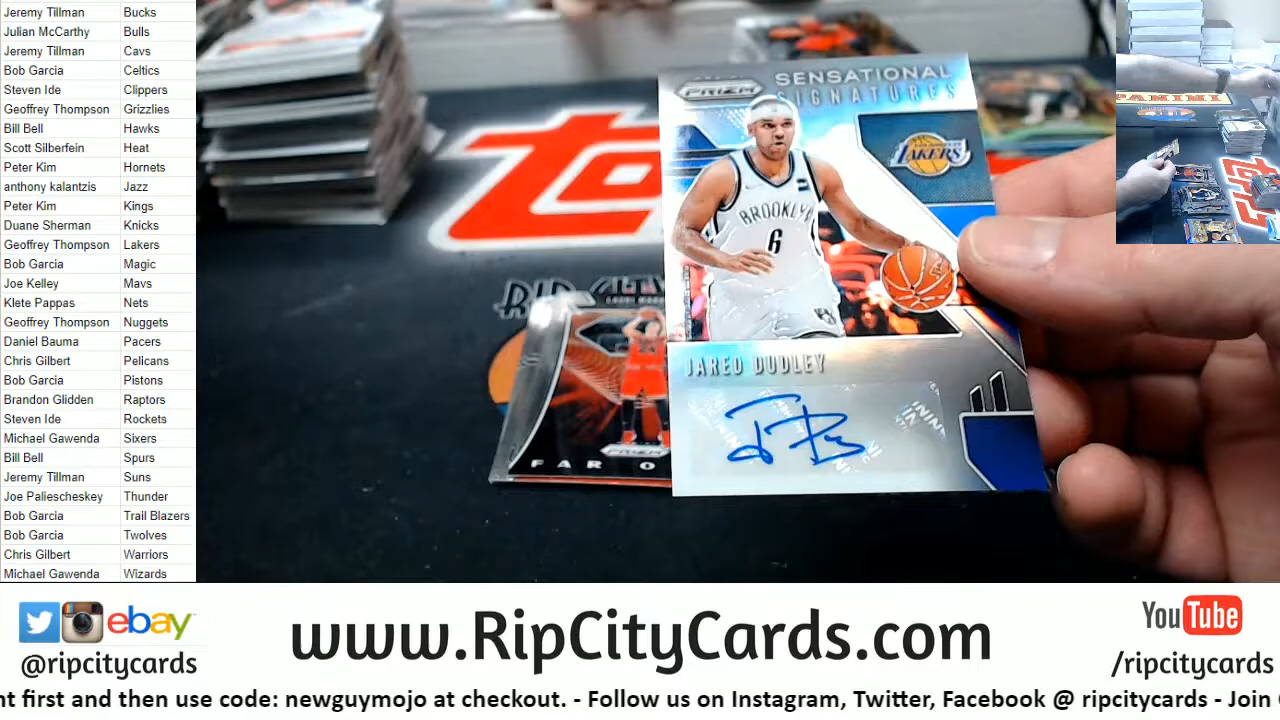 Jeremy Tillman Bucks
Julian McCarthy Bulls
Jeremy Tillman Cavs
Bob Garcia Celtics
Steven Ide Clippers
Geoffrey Thompson Grizzlies
Bill Bell Hawks
Scott Silberfein Heat
Peter Kim Hornets
anthony kalantzis Jazz
Peter Kim Kings
Duane Sherman Knicks
Geoffrey Thompson Lakers
Bob Garcia Magic
Joe Kelley Mavs
Klete Pappas Nets
Geoffrey Thompson Nuggets
Daniel Bauma Pacers
Chris Gilbert Pelicans
Bob Garcia Pistons
Brandon Glidden Raptors
Steven Ide Rockets
Michael Gawenda Sixers
Bill Bell Spurs
Jeremy Tillman Suns
Joe Paliescheskey Thunder
Bob Garcia Trail Blazers
Bob Garcia Twolves
Chris Gilbert Warriors
Michael Gawenda Wizards
PRIZM
SENSATIONAL
SIGNATURES
LAKERS
BROOKLYN
6
JARED DUDLEY
RIP CITY
FAR O
PANINI
ebay
@ripcitycards
www.RipCityCards.com
YouTube
/ripcitycards
nt first and then use code: newguymojo at checkout. - Follow us on Instagram, Twitter, Facebook @ ripcitycards - Join